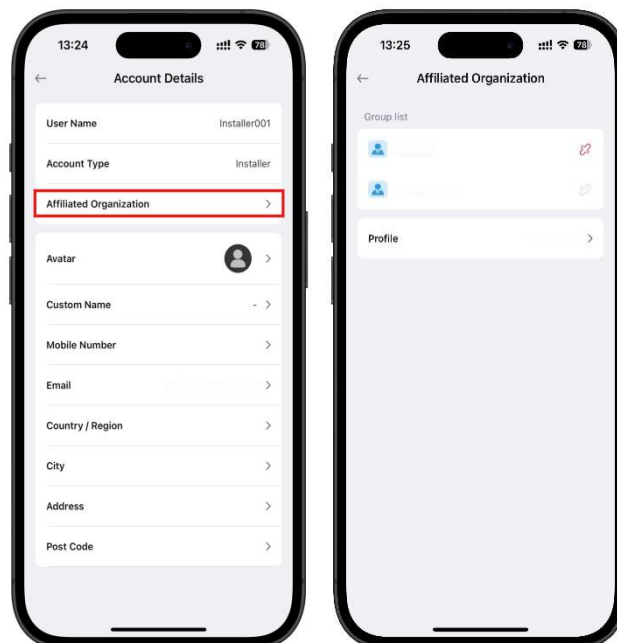 13:24
78
Account Details
User Name Installer001
Account Type Installer
Affiliated Organization
Avatar
Custom Name -
Mobile Number
Email
Country / Region
City
Address
Post Code
13:25
78
Affiliated Organization
Group list
Profile